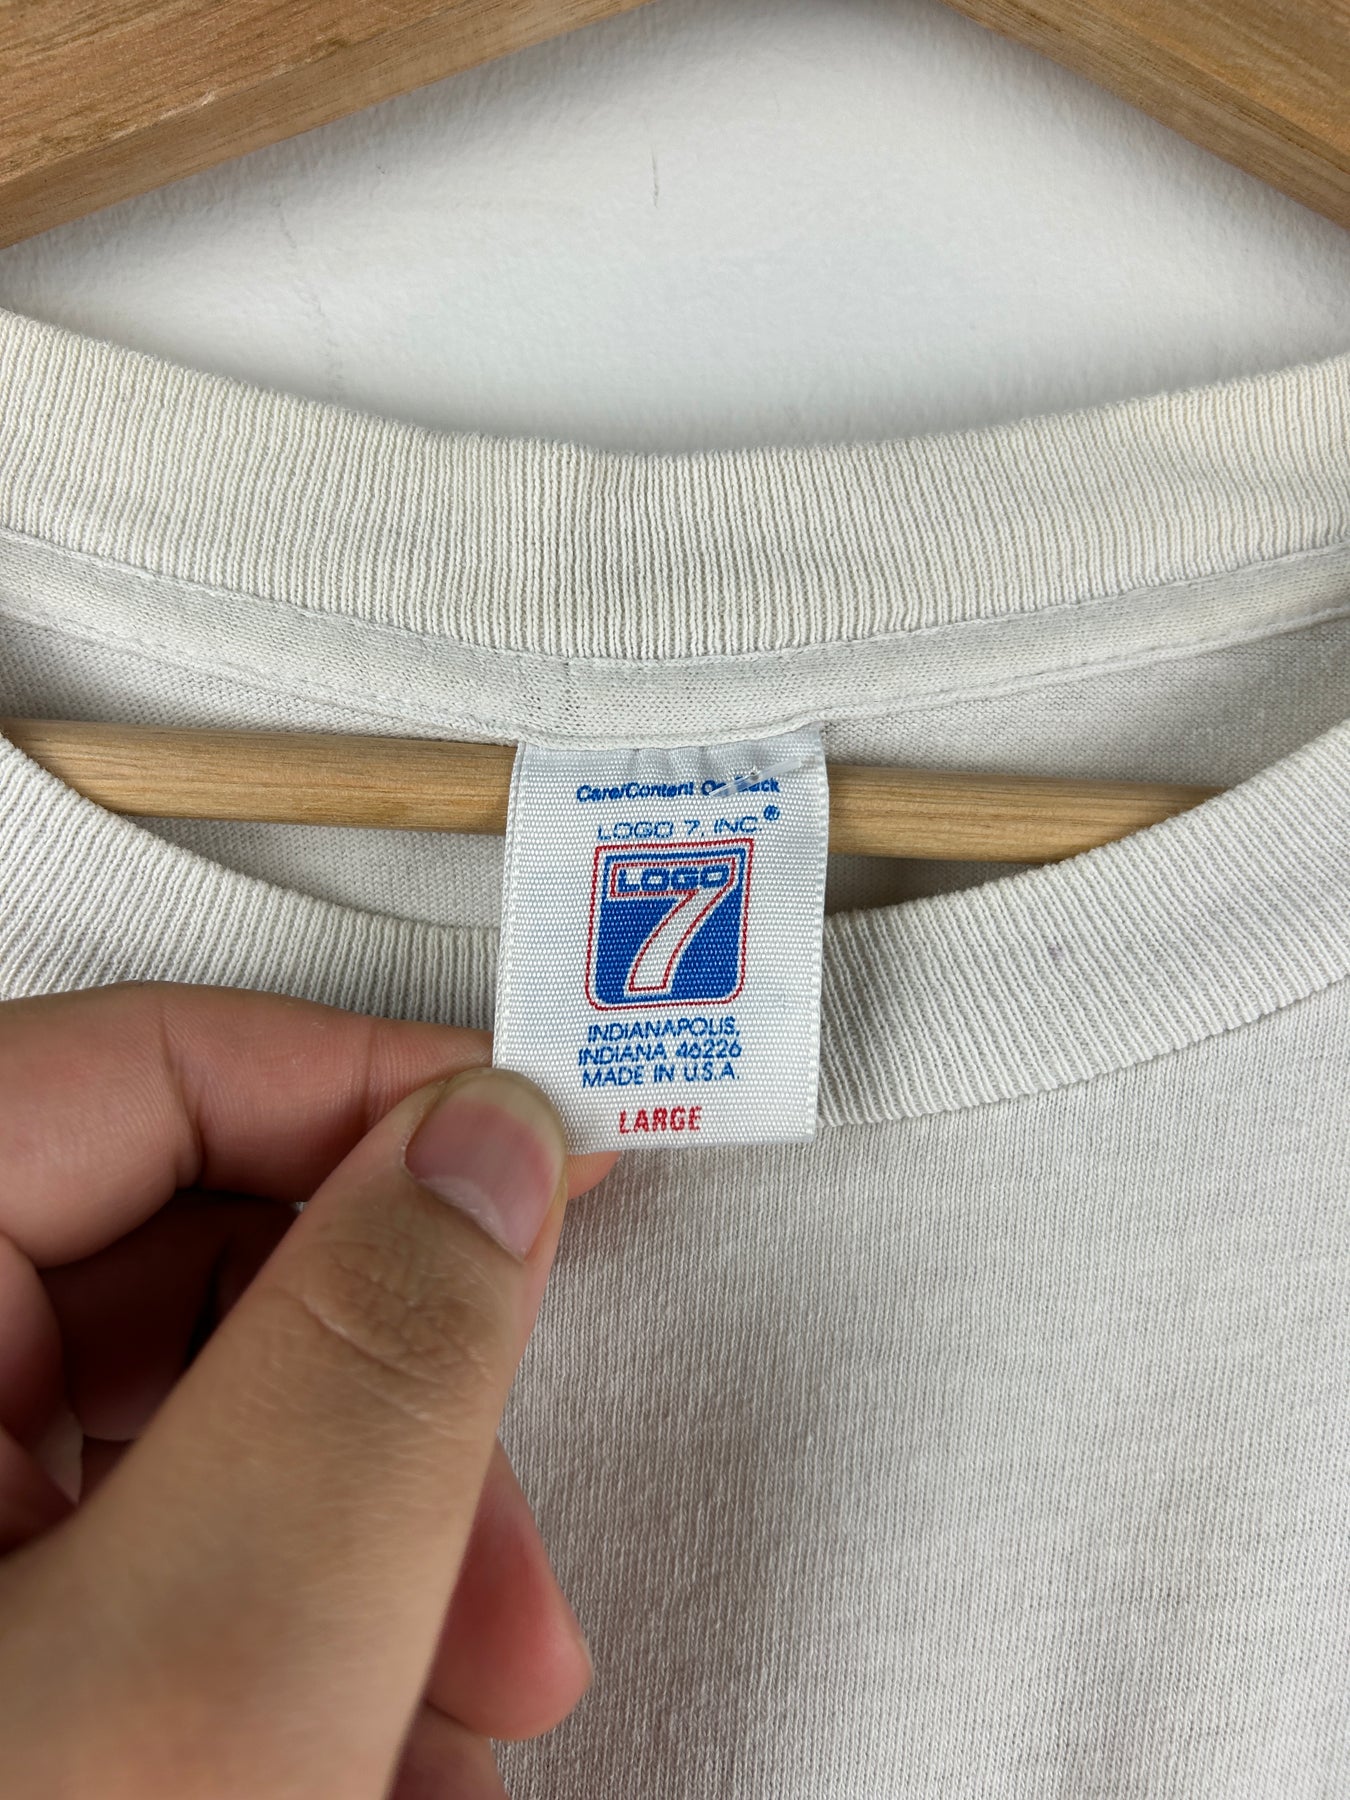 Care/Content On Back
LOGO 7, INC®
LOGO
7
INDIANAPOLIS,
INDIANA 46226
MADE IN U.S.A.
LARGE